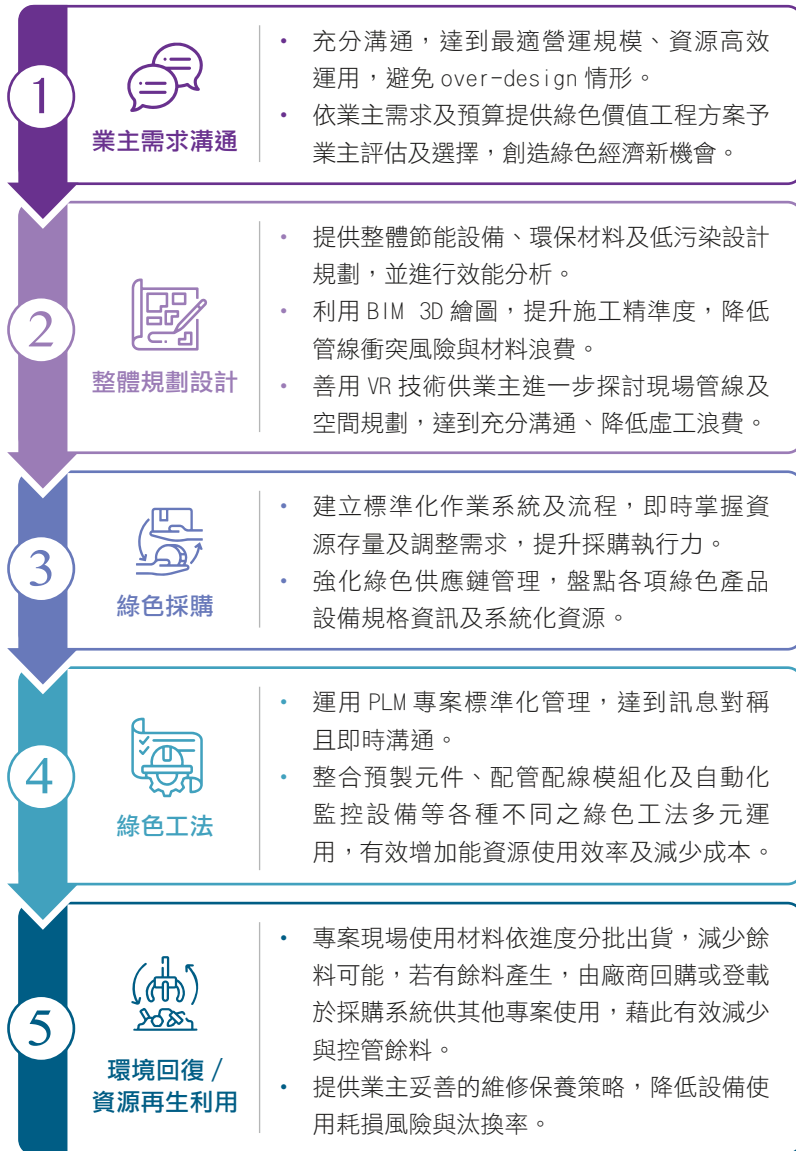 1
業主需求溝通
• 充分溝通，達到最適營運規模、資源高效
運用，避免 over-design 情形。
• 依業主需求及預算提供綠色價值工程方案予
業主評估及選擇，創造綠色經濟新機會。
2
整體規劃設計
• 提供整體節能設備、環保材料及低污染設計
規劃，並進行效能分析。
• 利用 BIM 3D 繪圖，提升施工精準度，降低
管線衝突風險與材料浪費。
• 善用 VR 技術供業主進一步探討現場管線及
空間規劃，達到充分溝通、降低虛工浪費。
3
綠色採購
• 建立標準化作業系統及流程，即時掌握資
源存量及調整需求，提升採購執行力。
• 強化綠色供應鏈管理，盤點各項綠色產品
設備規格資訊及系統化資源。
4
綠色工法
• 運用 PLM 專案標準化管理，達到訊息對稱
且即時溝通。
• 整合預製元件、配管配線模組化及自動化
監控設備等各種不同之綠色工法多元運
用，有效增加能資源使用效率及減少成本。
5
環境回復 /
資源再生利用
• 專案現場使用材料依進度分批出貨，減少餘
料可能，若有餘料產生，由廠商回購或登載
於採購系統供其他專案使用，藉此有效減少
與控管餘料。
• 提供業主妥善的維修保養策略，降低設備使
用耗損風險與汰換率。